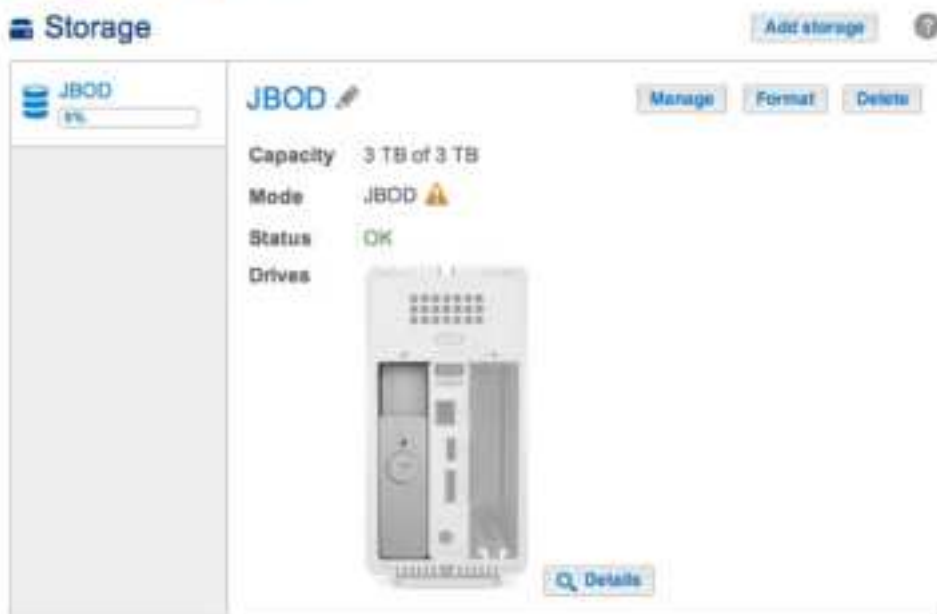 Storage
Add storage
JBOD
JBOD
Manage
Format
Delete
Capacity 3 TB of 3 TB
Mode JBOD
Status OK
Drives
Details